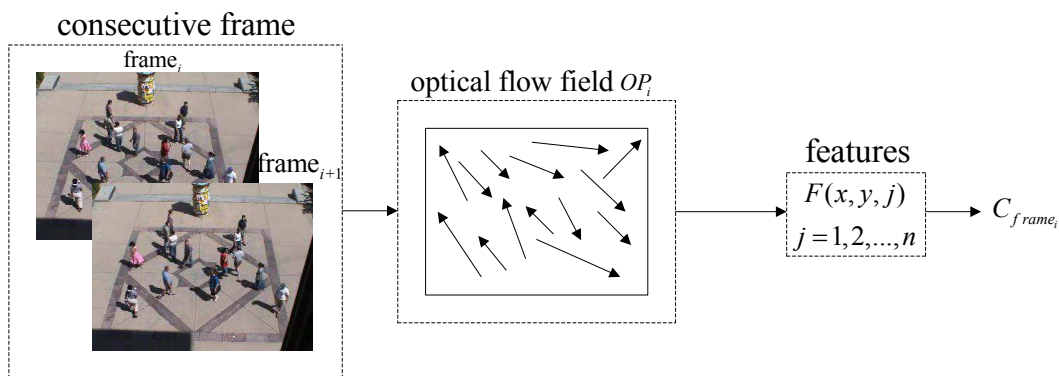 consecutive frame
frame_i
frame_{i+1}
optical flow field OP_i
features
F(x, y, j)
j = 1, 2, ..., n
C_{frame_i}